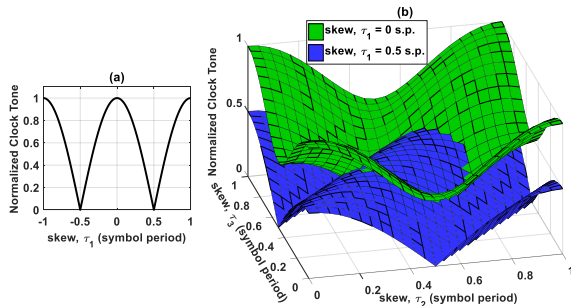 (a)
Normalized Clock Tone
1
0.8
0.6
0.4
0.2
0
-1
-0.5
0
0.5
1
skew, τ1 (symbol period)
(b)
skew, τ1 = 0 s.p.
skew, τ1 = 0.5 s.p.
Normalized Clock Tone
1
0.5
0
1
0.8
0.6
0.4
0.2
0
skew, τ3 (symbol period)
0
0.2
0.4
0.6
0.8
1
skew, τ2 (symbol period)